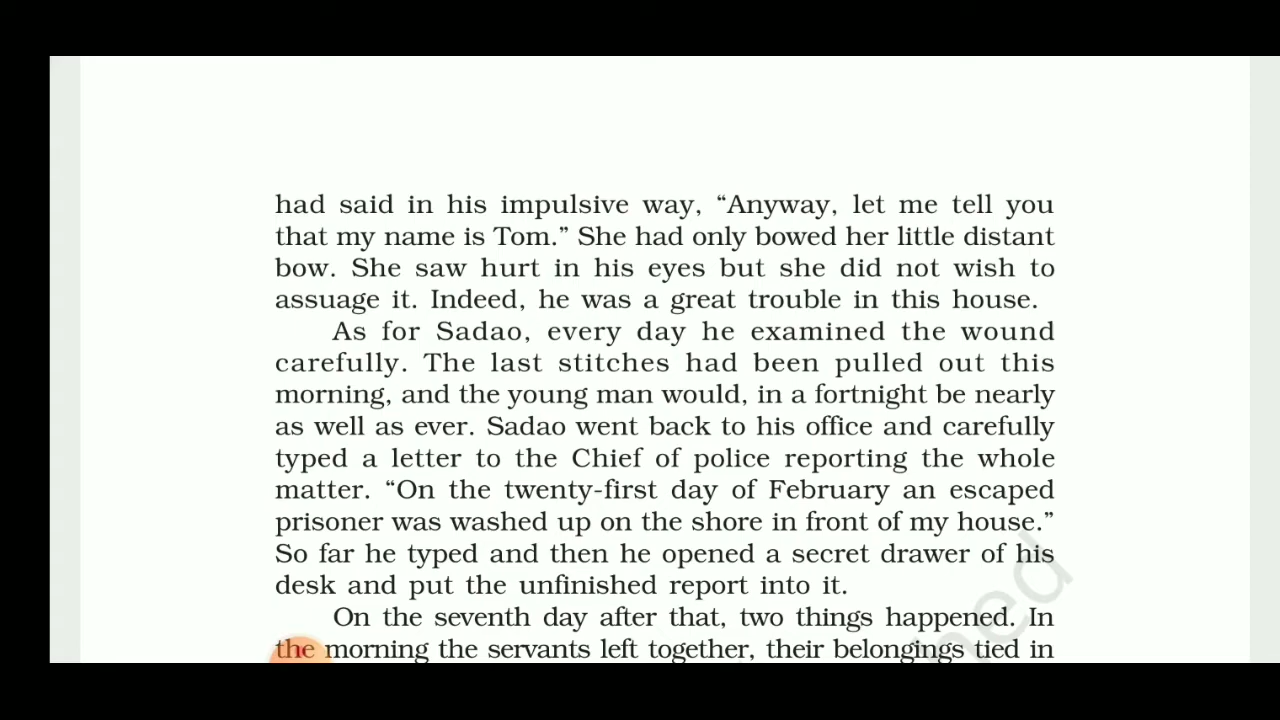 had said in his impulsive way, “Anyway, let me tell you
that my name is Tom.” She had only bowed her little distant
bow. She saw hurt in his eyes but she did not wish to
assuage it. Indeed, he was a great trouble in this house.
As for Sadao, every day he examined the wound
carefully. The last stitches had been pulled out this
morning, and the young man would, in a fortnight be nearly
as well as ever. Sadao went back to his office and carefully
typed a letter to the Chief of police reporting the whole
matter. “On the twenty-first day of February an escaped
prisoner was washed up on the shore in front of my house.”
So far he typed and then he opened a secret drawer of his
desk and put the unfinished report into it.
On the seventh day after that, two things happened. In
the morning the servants left together, their belongings tied in